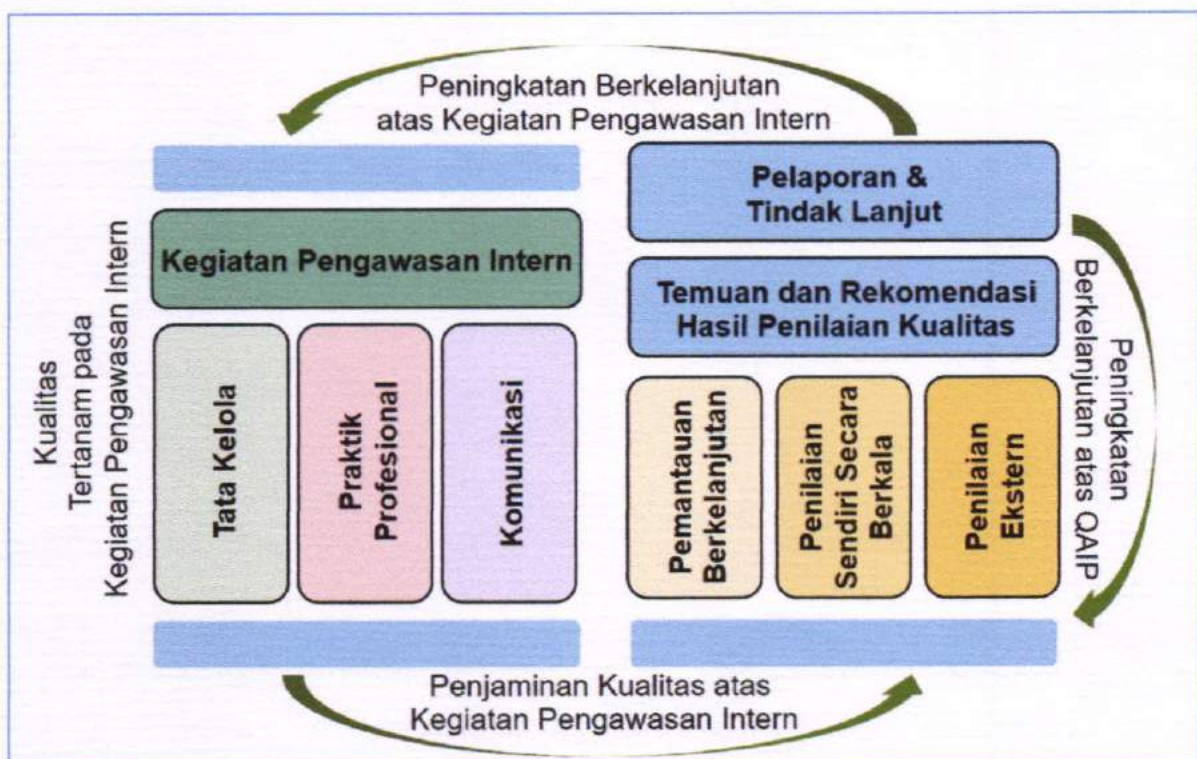 Peningkatan Berkelanjutan
atas Kegiatan Pengawasan Intern
Kualitas
Tertanam pada
Kegiatan Pengawasan Intern
Kegiatan Pengawasan Intern
Tata Kelola
Praktik
Profesional
Komunikasi
Pelaporan &
Tindak Lanjut
Temuan dan Rekomendasi
Hasil Penilaian Kualitas
Pemantauan
Berkelanjutan
Penilaian
Sendiri Secara
Berkala
Penilaian
Ekstern
Peningkatan
Berkelanjutan atas QAIP
Penjaminan Kualitas atas
Kegiatan Pengawasan Intern